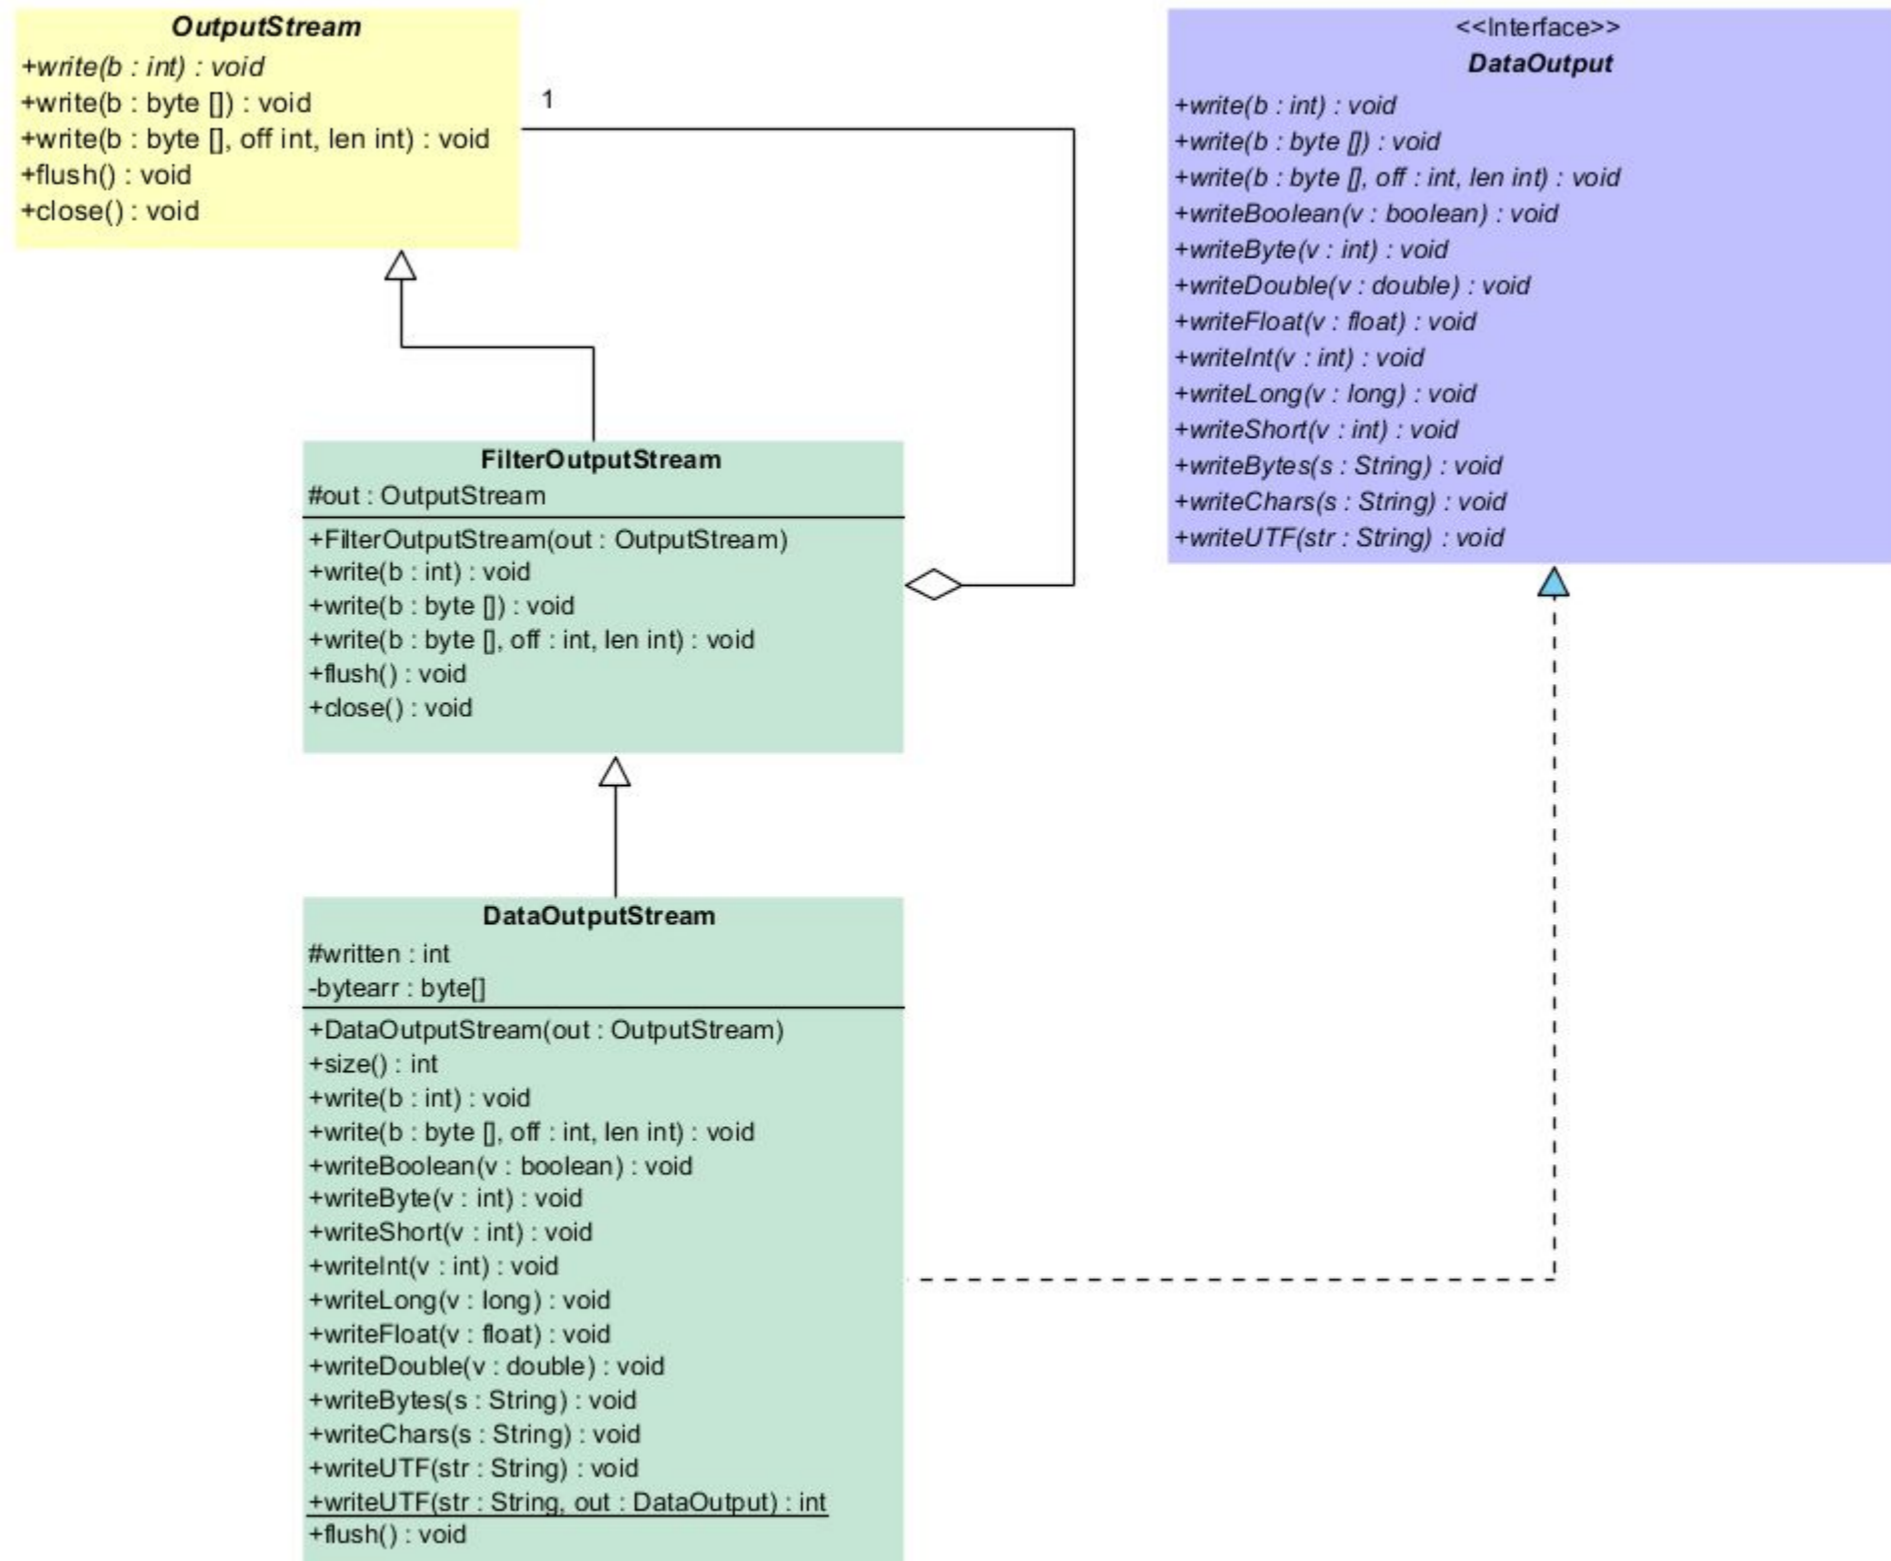 OutputStream
+write(b : int) : void
+write(b : byte []) : void
+write(b : byte [], off int, len int) : void
+flush() : void
+close() : void
1
<<Interface>>
DataOutput
+write(b : int) : void
+write(b : byte []) : void
+write(b : byte [], off : int, len int) : void
+writeBoolean(v : boolean) : void
+writeByte(v : int) : void
+writeDouble(v : double) : void
+writeFloat(v : float) : void
+writeInt(v : int) : void
+writeLong(v : long) : void
+writeShort(v : int) : void
+writeBytes(s : String) : void
+writeChars(s : String) : void
+writeUTF(str : String) : void
FilterOutputStream
#out : OutputStream
+FilterOutputStream(out : OutputStream)
+write(b : int) : void
+write(b : byte []) : void
+write(b : byte [], off : int, len int) : void
+flush() : void
+close() : void
DataOutputStream
#written : int
-bytearr : byte[]
+DataOutputStream(out : OutputStream)
+size() : int
+write(b : int) : void
+write(b : byte [], off : int, len int) : void
+writeBoolean(v : boolean) : void
+writeByte(v : int) : void
+writeShort(v : int) : void
+writeInt(v : int) : void
+writeLong(v : long) : void
+writeFloat(v : float) : void
+writeDouble(v : double) : void
+writeBytes(s : String) : void
+writeChars(s : String) : void
+writeUTF(str : String) : void
+writeUTF(str : String, out : DataOutput) : int
+flush() : void